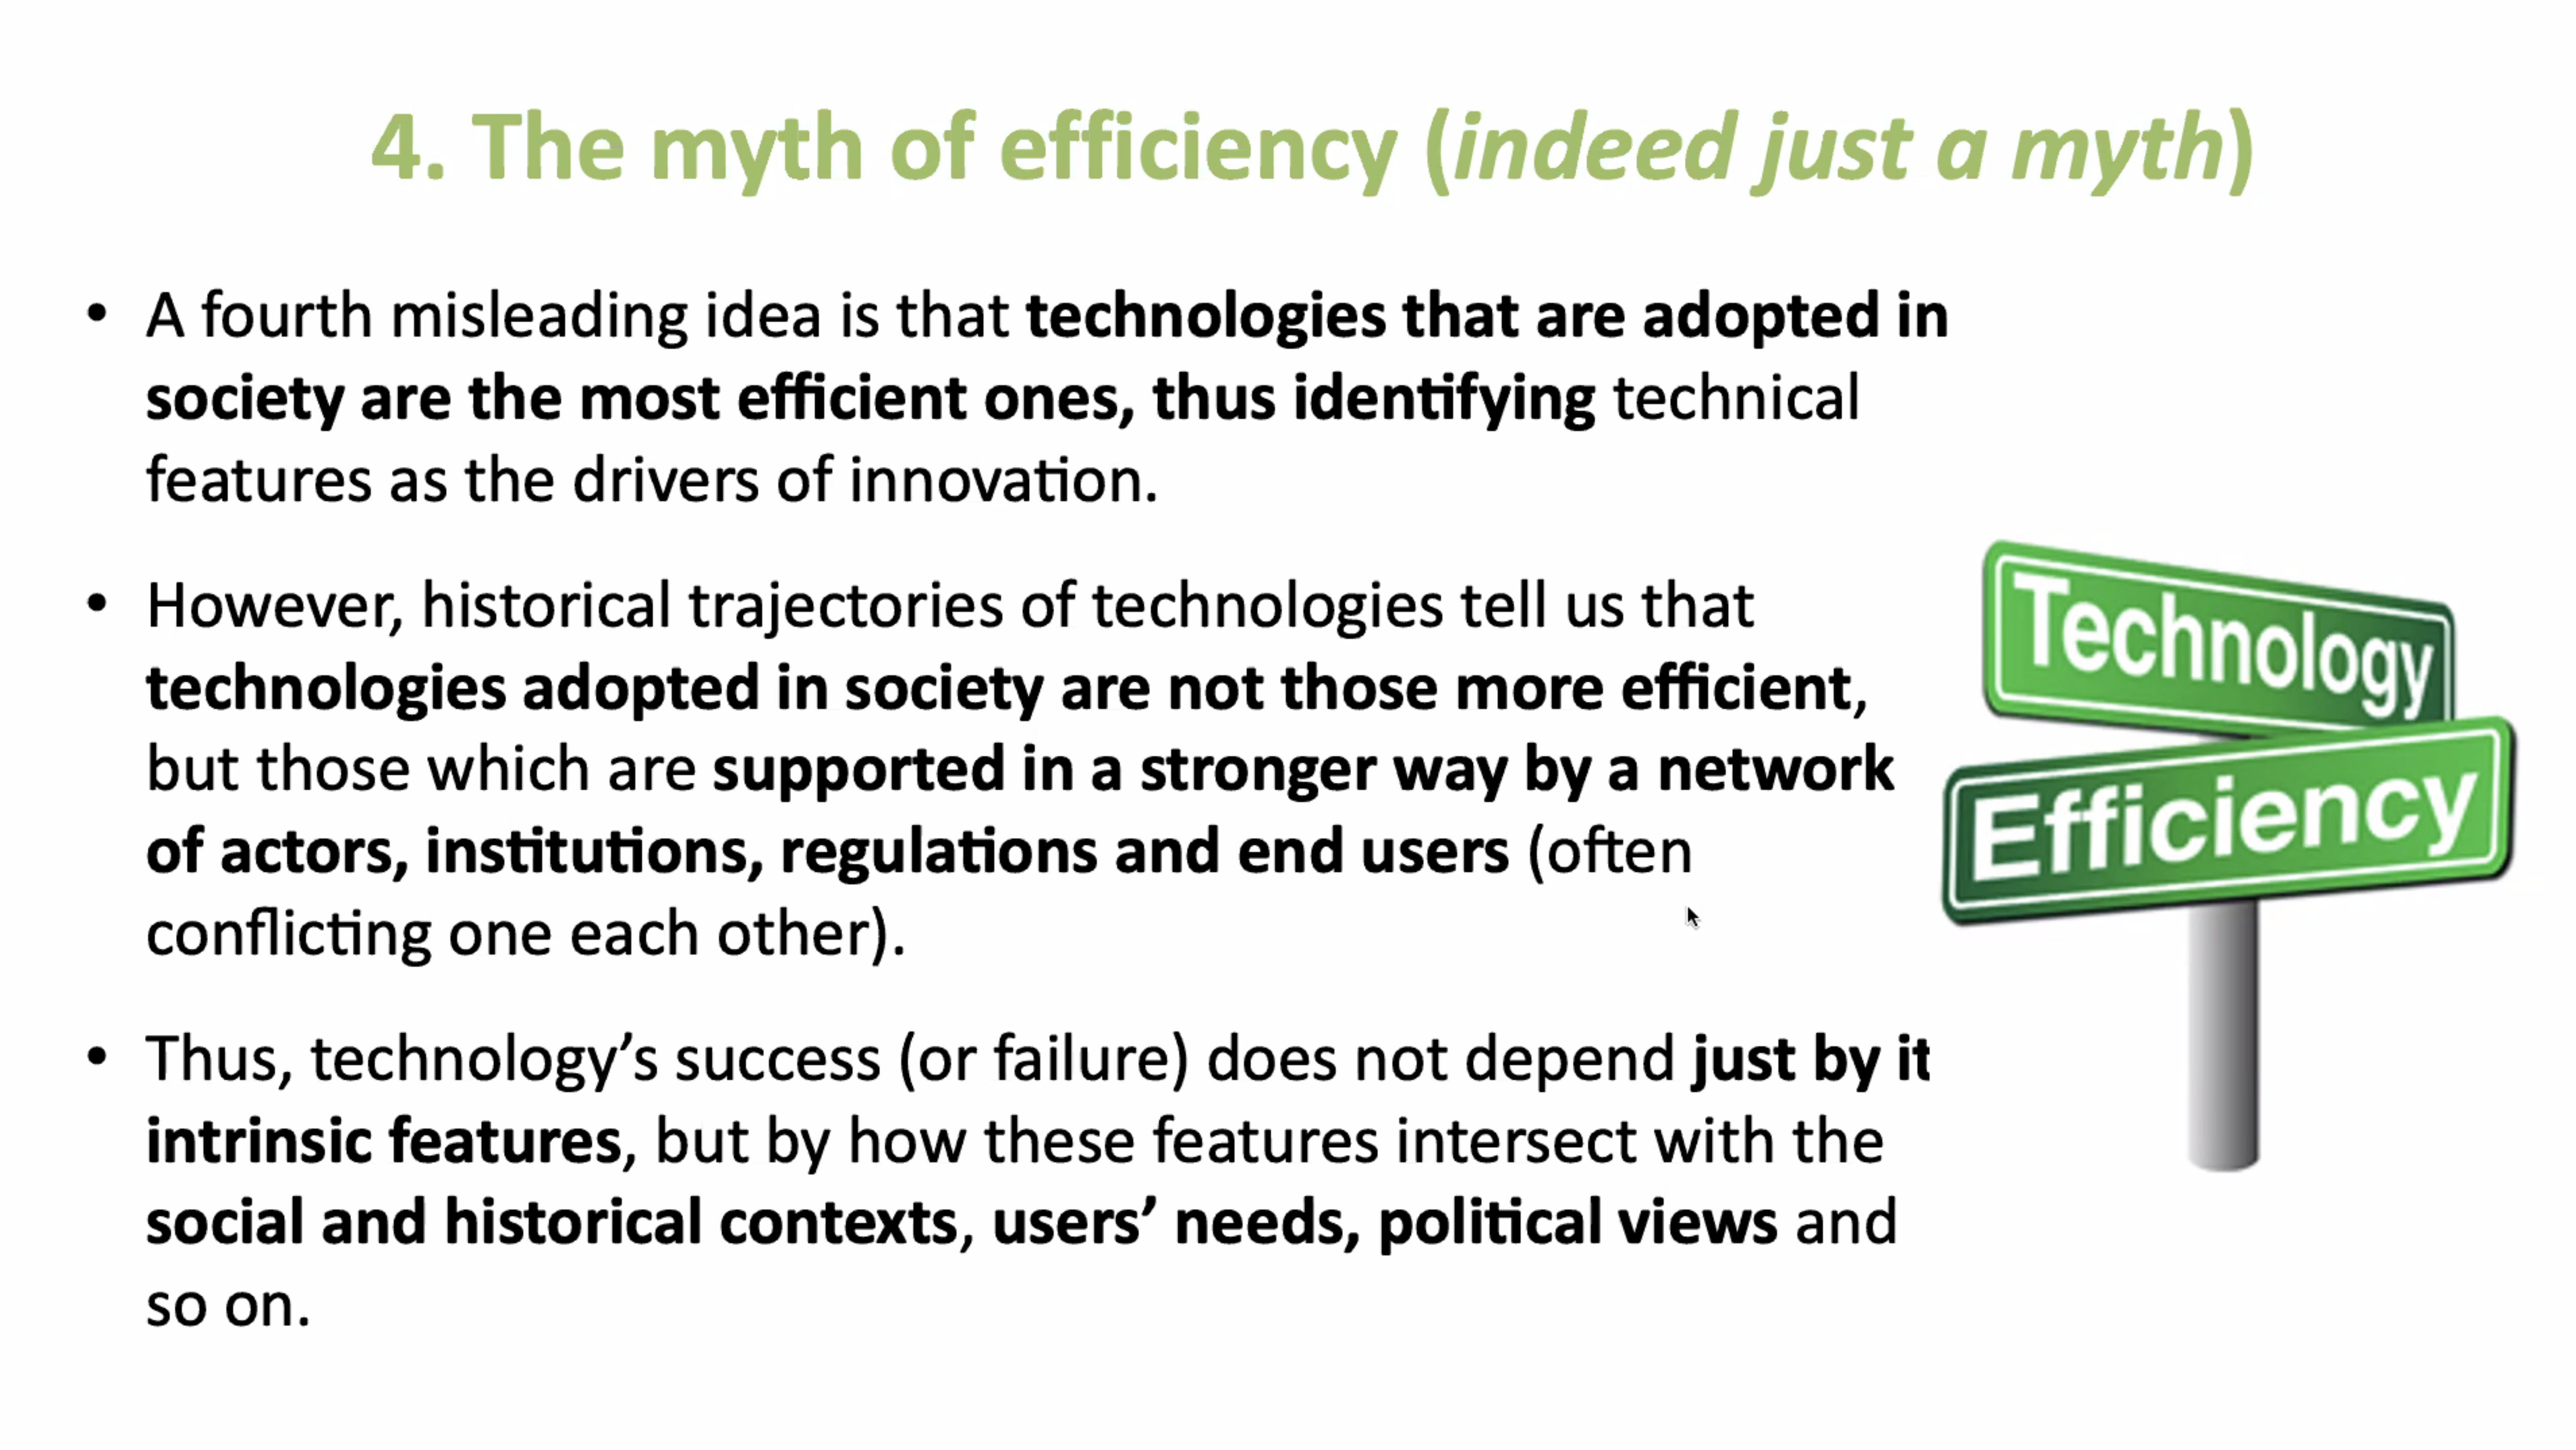 4. The myth of efficiency (indeed just a myth)
• A fourth misleading idea is that technologies that are adopted in
society are the most efficient ones, thus identifying technical
features as the drivers of innovation.
• However, historical trajectories of technologies tell us that
technologies adopted in society are not those more efficient,
but those which are supported in a stronger way by a network
of actors, institutions, regulations and end users (often
conflicting one each other).
• Thus, technology’s success (or failure) does not depend just by it
intrinsic features, but by how these features intersect with the
social and historical contexts, users’ needs, political views and
so on.
Technology
Efficiency